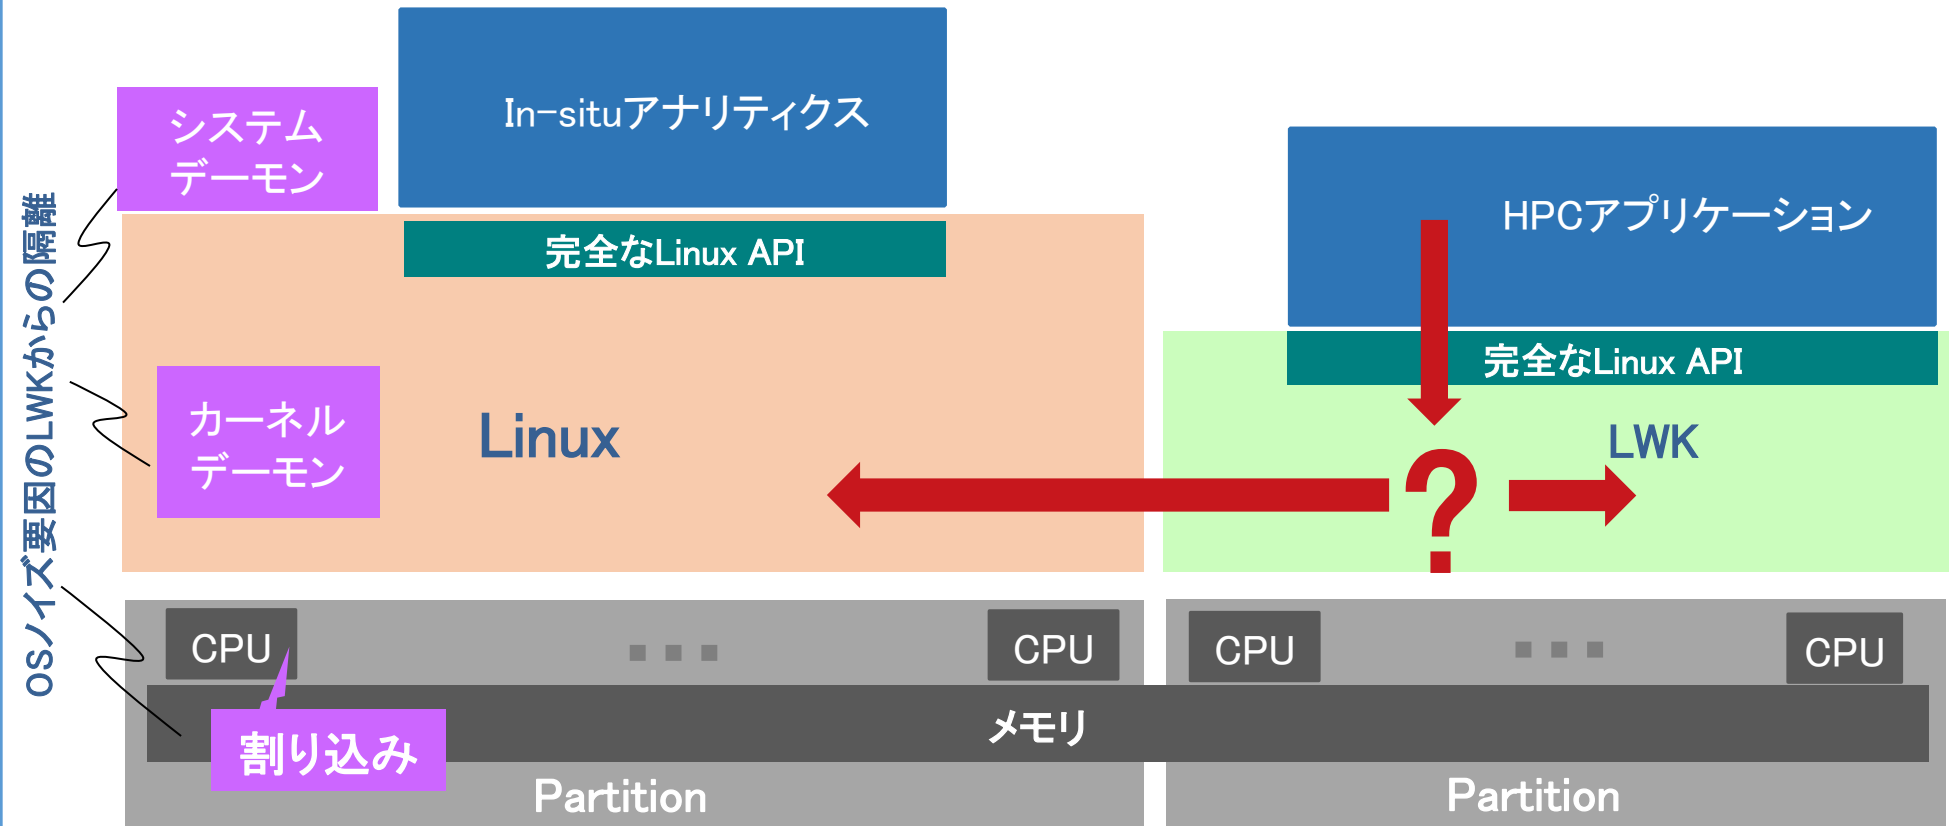 In-situアナリティクス
システム
デーモン
HPCアプリケーション
完全なLinux API
完全なLinux API
OSノイズ要因のLWKからの隔離
カーネル
デーモン
Linux
LWK
?
CPU
CPU
CPU
CPU
メモリ
割り込み
Partition
Partition